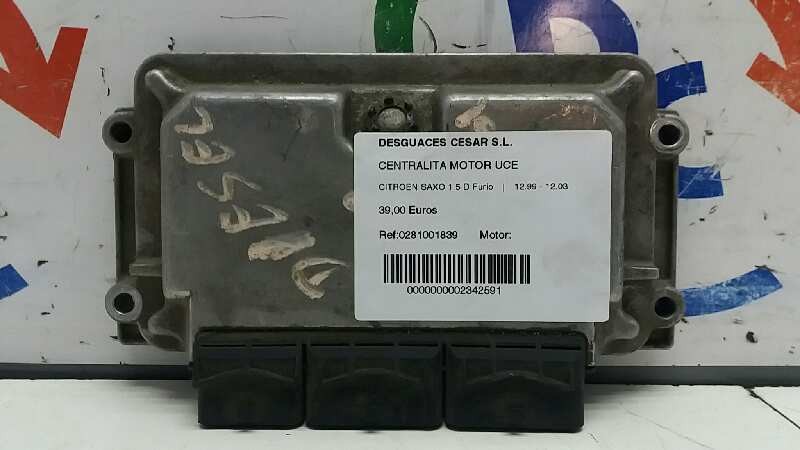 DESGUACES CESAR S.L.
CENTRALITA MOTOR UCE
CITROEN SAXO 1.5 D Furio | 12.99 - 12.03
39,00 Euros
Ref:0281001839 Motor:
0000000002342591
DIESEL